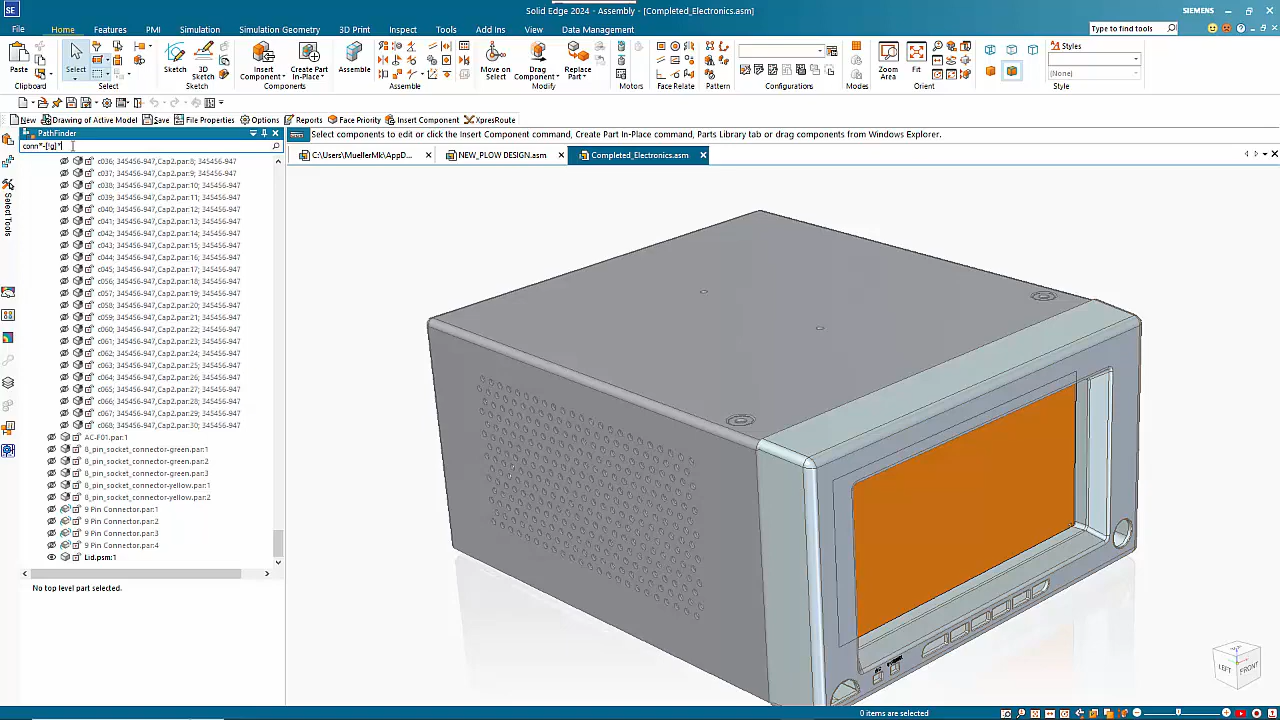 SE
Solid Edge 2024 - Assembly - [Completed_Electronics.asm]
SIEMENS
File
Home
Features
PMI
Simulation
Simulation Geometry
3D Print
Inspect
Tools
Add Ins
View
Data Management
Type to find tools
Paste
Select
Sketch
3D Sketch
Insert Component
Create Part In-Place
Assemble
Move on Select
Drag Component
Replace Part
Zoom Area
Fit
Styles
(None)
Clipboard
Select
Sketch
Components
Assemble
Modify
Motors
Face Relate
Pattern
Configurations
Modes
Orient
Style
New
Drawing of Active Model
Save
File Properties
Options
Reports
Face Priority
Insert Component
XpresRoute
PathFinder
Select components to edit or click the Insert Component command, Create Part In-Place command, Parts Library tab or drag components from Windows Explorer.
conn*-[!g]*
C:\Users\MuellerMk\AppD...
NEW_PLOW DESIGN.asm
Completed_Electronics.asm
Select Tools
c036; 345456-947,Cap2.par:8; 345456-947
c037; 345456-947,Cap2.par:9; 345456-947
c038; 345456-947,Cap2.par:10; 345456-947
c039; 345456-947,Cap2.par:11; 345456-947
c040; 345456-947,Cap2.par:12; 345456-947
c041; 345456-947,Cap2.par:13; 345456-947
c042; 345456-947,Cap2.par:14; 345456-947
c043; 345456-947,Cap2.par:15; 345456-947
c044; 345456-947,Cap2.par:16; 345456-947
c045; 345456-947,Cap2.par:17; 345456-947
c056; 345456-947,Cap2.par:18; 345456-947
c057; 345456-947,Cap2.par:19; 345456-947
c058; 345456-947,Cap2.par:20; 345456-947
c059; 345456-947,Cap2.par:21; 345456-947
c060; 345456-947,Cap2.par:22; 345456-947
c061; 345456-947,Cap2.par:23; 345456-947
c062; 345456-947,Cap2.par:24; 345456-947
c063; 345456-947,Cap2.par:25; 345456-947
c064; 345456-947,Cap2.par:26; 345456-947
c065; 345456-947,Cap2.par:27; 345456-947
c066; 345456-947,Cap2.par:28; 345456-947
c067; 345456-947,Cap2.par:29; 345456-947
c068; 345456-947,Cap2.par:30; 345456-947
AC-F01.par:1
8_pin_socket_connector-green.par:1
8_pin_socket_connector-green.par:2
8_pin_socket_connector-green.par:3
8_pin_socket_connector-yellow.par:1
8_pin_socket_connector-yellow.par:2
9 Pin Connector.par:1
9 Pin Connector.par:2
9 Pin Connector.par:3
9 Pin Connector.par:4
Lid.psm:1
No top level part selected.
LEFT
FRONT
0 items are selected